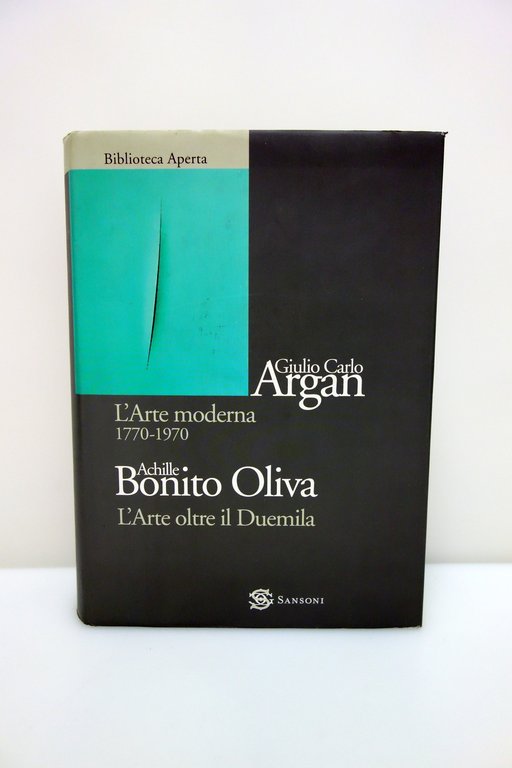 Biblioteca Aperta
Giulio Carlo
Argan
L'Arte moderna
1770-1970
Achille
Bonito Oliva
L'Arte oltre il Duemila
SANSONI